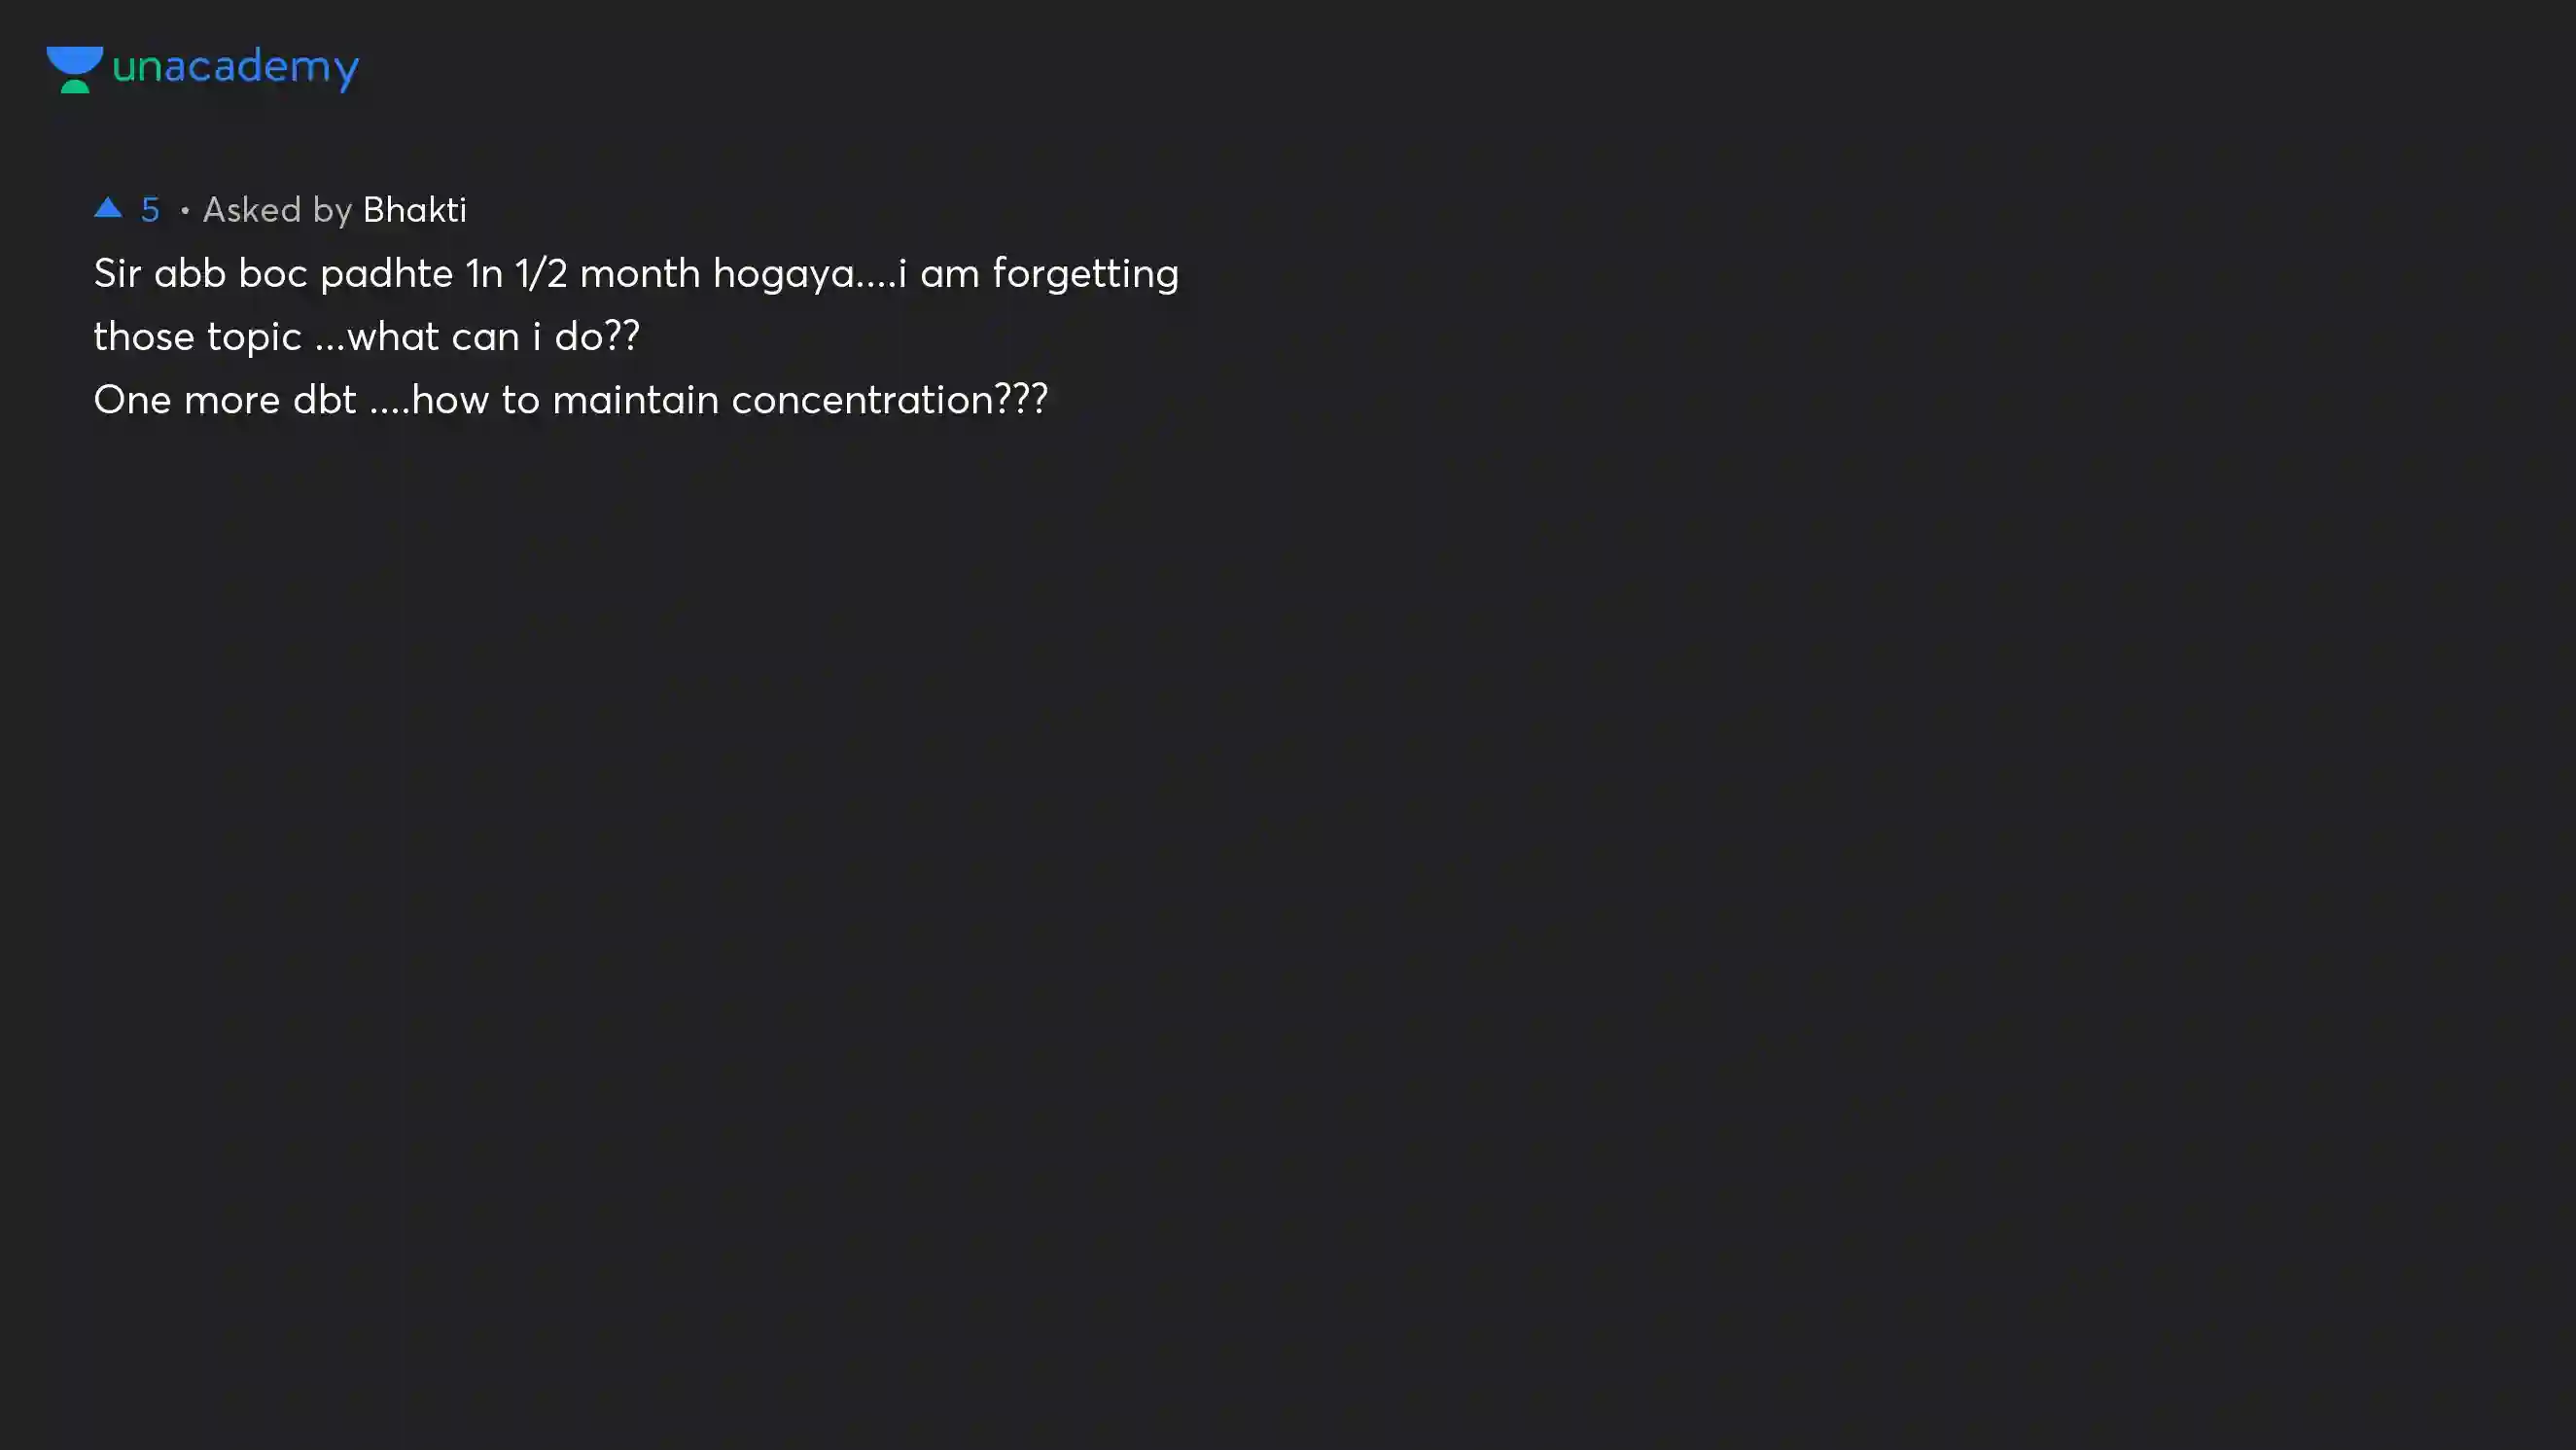 unacademy
▲ 5 • Asked by Bhakti
Sir abb boc padhte 1n 1/2 month hogaya....i am forgetting
those topic ...what can i do??
One more dbt ....how to maintain concentration???